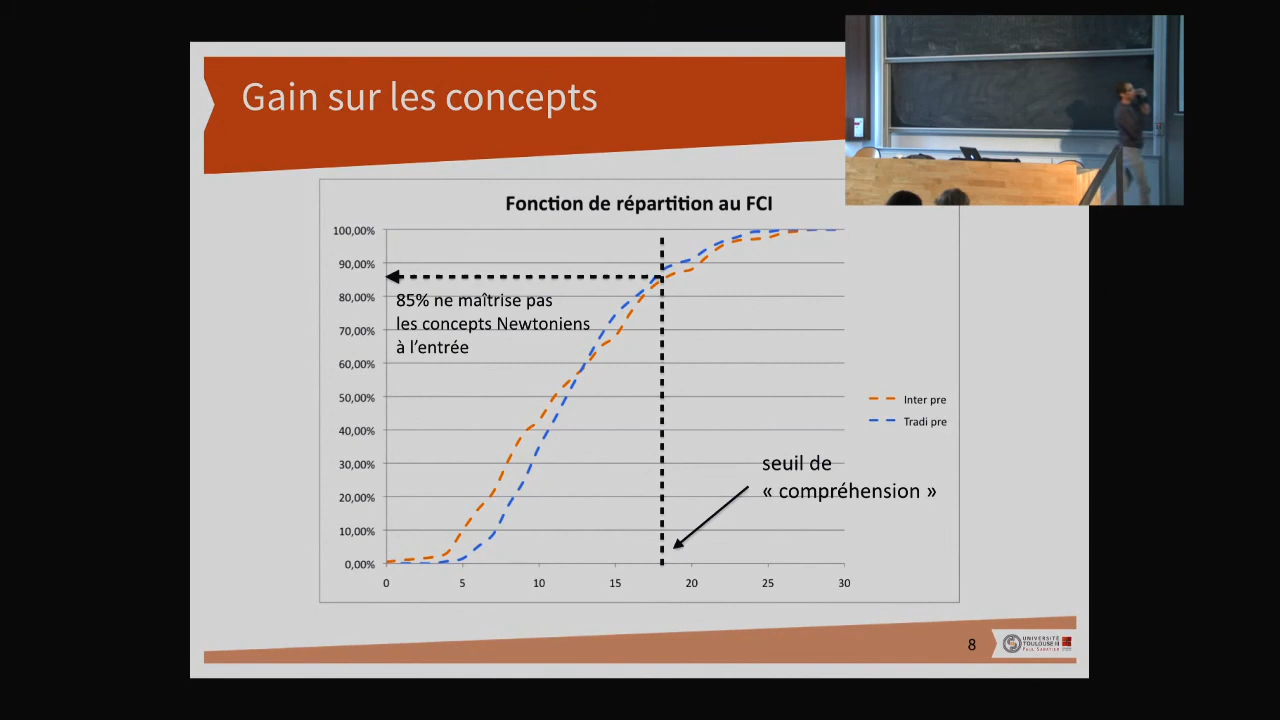 Gain sur les concepts
Fonction de répartition au FCI
100,00%
90,00%
80,00%
70,00%
60,00%
50,00%
40,00%
30,00%
20,00%
10,00%
0,00%
85% ne maîtrise pas
les concepts Newtoniens
à l'entrée
Inter pre
Tradi pre
seuil de
« compréhension »
0 5 10 15 20 25 30
8
UNIVERSITÉ
TOULOUSE III
PAUL SABATIER